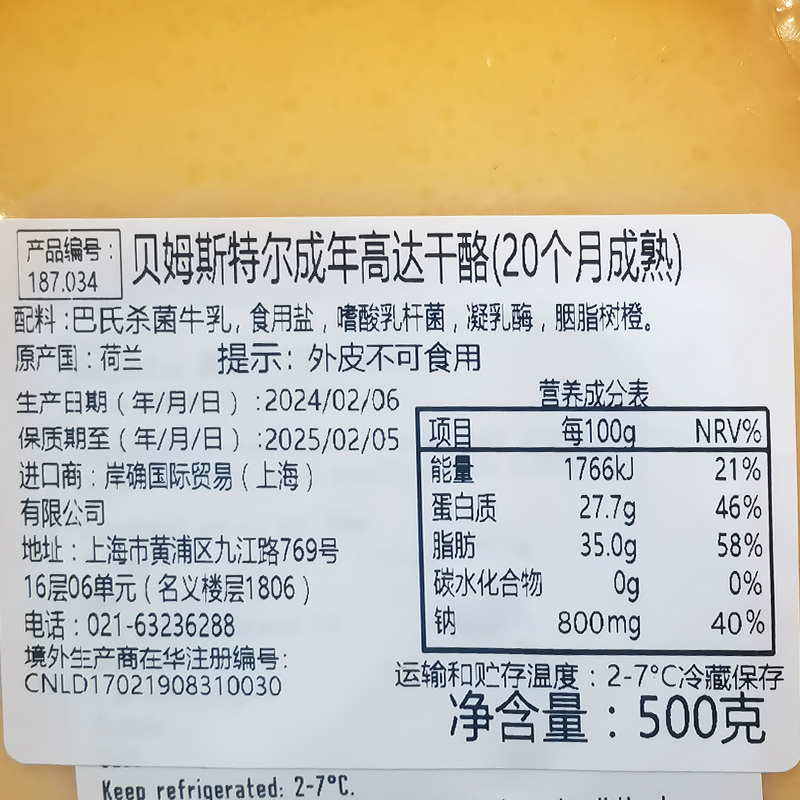 产品编号：
187.034
贝姆斯特尔成年高达干酪(20个月成熟)
配料：巴氏杀菌牛乳，食用盐，嗜酸乳杆菌，凝乳酶，胭脂树橙。
原产国：荷兰 提示：外皮不可食用
生产日期（年/月/日）:2024/02/06
保质期至（年/月/日）:2025/02/05
进口商：岸确国际贸易（上海）
有限公司
地址：上海市黄浦区九江路769号
16层06单元（名义楼层1806）
电话：021-63236288
境外生产商在华注册编号：
CNLD17021908310030
营养成分表
项目 每100g NRV%
能量 1766kJ 21%
蛋白质 27.7g 46%
脂肪 35.0g 58%
碳水化合物 0g 0%
钠 800mg 40%
运输和贮存温度：2-7°C冷藏保存
净含量：500克
Keep refrigerated: 2-7°C.